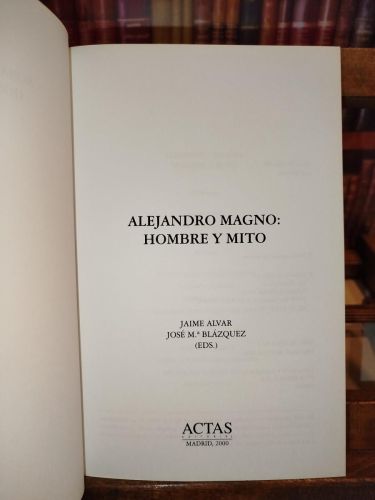 ALEJANDRO MAGNO:
HOMBRE Y MITO
JAIME ALVAR
JOSÉ M.ª BLÁZQUEZ
(EDS.)
ACTAS
EDITORIAL
MADRID, 2000